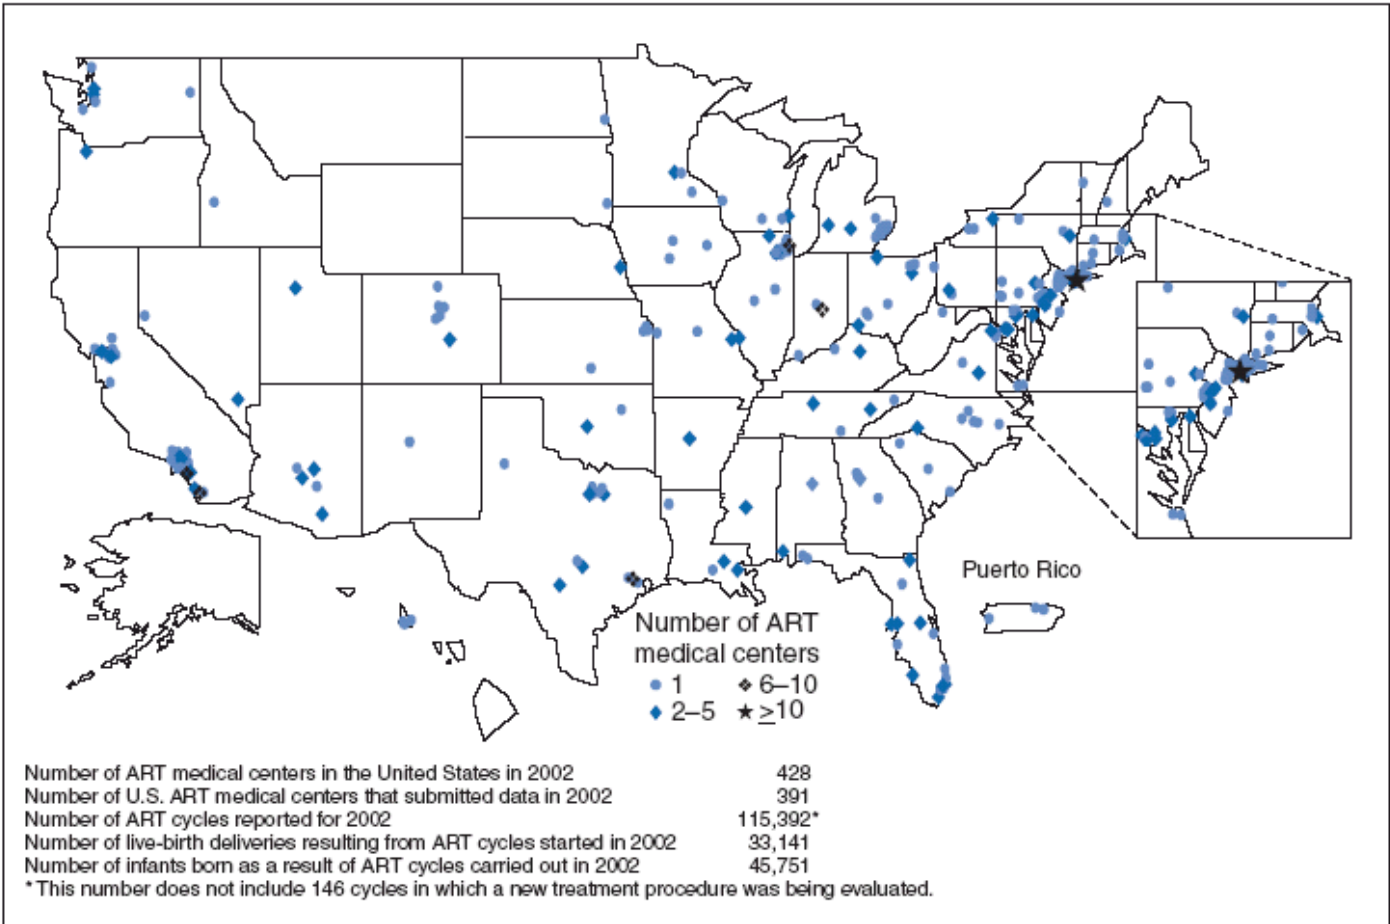 Puerto Rico
Number of ART
medical centers
1 6–10
2–5 ≥10
Number of ART medical centers in the United States in 2002 428
Number of U.S. ART medical centers that submitted data in 2002 391
Number of ART cycles reported for 2002 115,392*
Number of live-birth deliveries resulting from ART cycles started in 2002 33,141
Number of infants born as a result of ART cycles carried out in 2002 45,751
* This number does not include 146 cycles in which a new treatment procedure was being evaluated.